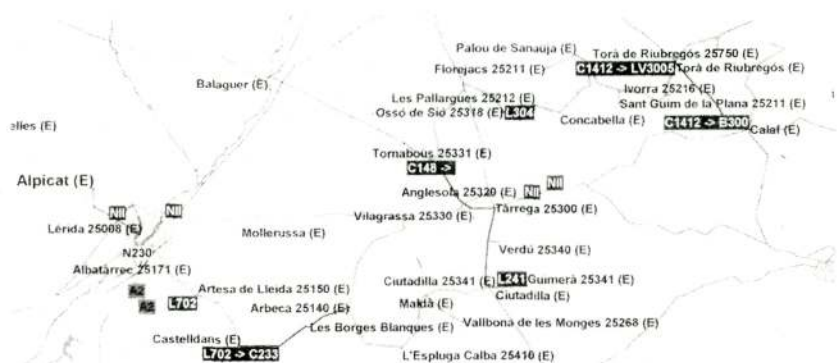 Palou de Sanauja (E)
Torà de Riubregós 25750 (E)
Florejacs 25211 (E)
C1412 -> LV3005
Torà de Riubregós (E)
Balaguer (E)
Ivorra 25216 (E)
Les Pallargues 25212 (E)
Sant Guim de la Plana 25211 (E)
Ossó de Sió 25318 (E)
L304
Concabella (E)
C1412 -> B300
Calaf (E)
elies (E)
Tornabous 25331 (E)
C148 ->
Alpicat (E)
Anglesola 25320 (E)
NII
NII
NII
NII
Vilagrassa 25330 (E)
Tàrrega 25300 (E)
Lérida 25008 (E)
Mollerussa (E)
N230
Verdú 25340 (E)
Albatàrrec 25171 (E)
Ciutadilla 25341 (E)
L241
Guimerà 25341 (E)
A2
Artesa de Lleida 25150 (E)
Ciutadilla (E)
A2
L702
Arbeca 25140 (E)
Maldà (E)
Les Borges Blanques (E)
Vallbona de les Monges 25268 (E)
Castelldans (E)
L702 -> C233
L'Espluga Calba 25410 (E)